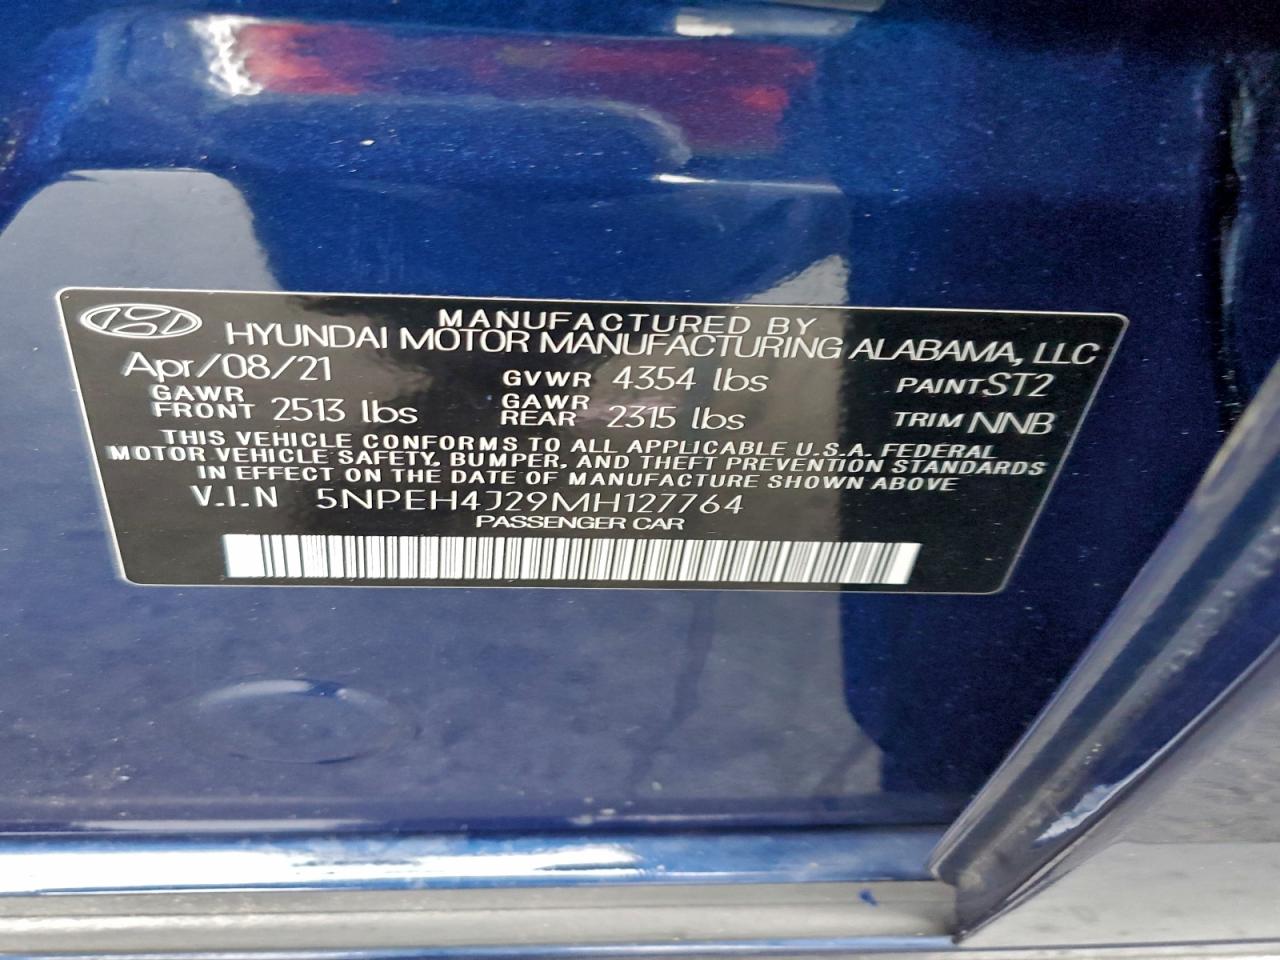 MANUFACTURED BY
HYUNDAI MOTOR MANUFACTURING ALABAMA, LLC
Apr/08/21 GVWR 4354 lbs PAINT ST2
GAWR FRONT 2513 lbs GAWR REAR 2315 lbs TRIM NNB
THIS VEHICLE CONFORMS TO ALL APPLICABLE U.S.A. FEDERAL
MOTOR VEHICLE SAFETY, BUMPER, AND THEFT PREVENTION STANDARDS
IN EFFECT ON THE DATE OF MANUFACTURE SHOWN ABOVE
V.I.N 5NPEH4J29MH127764
PASSENGER CAR